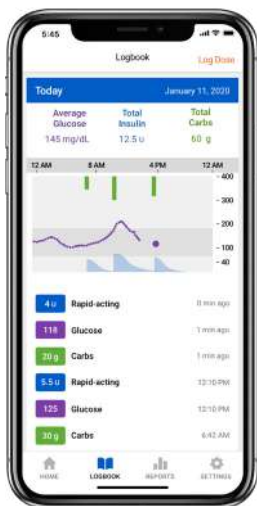 5:45
Logbook
Log Dose
Today January 11, 2020
Average Total Total
Glucose Insulin Carbs
145 mg/dL 12.5 u 60 g
12 AM 8 AM 4 PM 12 AM
400
300
200
100
40
4 u Rapid-acting 0 min ago
118 Glucose 1 min ago
20 g Carbs 1 min ago
5.5 u Rapid-acting 12:10 PM
125 Glucose 12:10 PM
30 g Carbs 6:42 AM
HOME LOGBOOK REPORTS SETTINGS